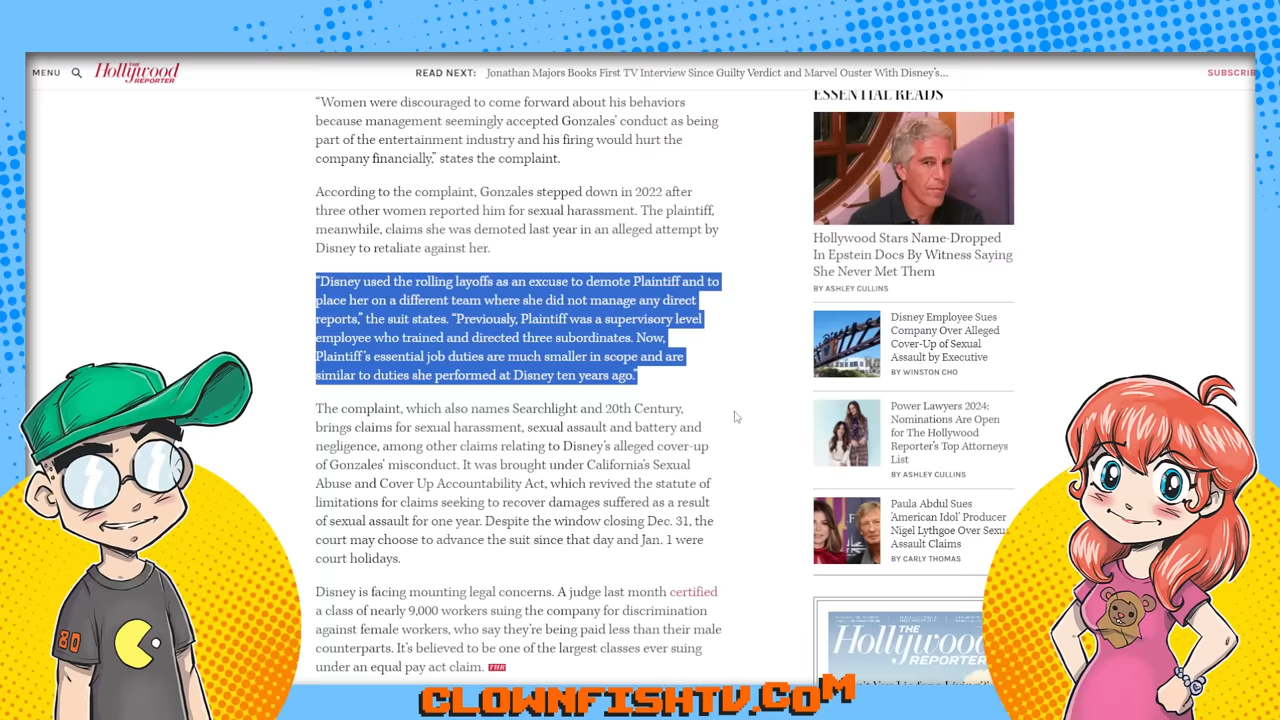 MENU
THE
Hollywood
REPORTER
READ NEXT: Jonathan Majors Books First TV Interview Since Guilty Verdict and Marvel Ouster With Disney's...
SUBSCRIB
“Women were discouraged to come forward about his behaviors
because management seemingly accepted Gonzales’ conduct as being
part of the entertainment industry and his firing would hurt the
company financially,” states the complaint.
According to the complaint, Gonzales stepped down in 2022 after
three other women reported him for sexual harassment. The plaintiff,
meanwhile, claims she was demoted last year in an alleged attempt by
Disney to retaliate against her.
“Disney used the rolling layoffs as an excuse to demote Plaintiff and to
place her on a different team where she did not manage any direct
reports,” the suit states. “Previously, Plaintiff was a supervisory level
employee who trained and directed three subordinates. Now,
Plaintiff’s essential job duties are much smaller in scope and are
similar to duties she performed at Disney ten years ago.”
The complaint, which also names Searchlight and 20th Century,
brings claims for sexual harassment, sexual assault and battery and
negligence, among other claims relating to Disney’s alleged cover-up
of Gonzales’ misconduct. It was brought under California’s Sexual
Abuse and Cover Up Accountability Act, which revived the statute of
limitations for claims seeking to recover damages suffered as a result
of sexual assault for one year. Despite the window closing Dec. 31, the
court may choose to advance the suit since that day and Jan. 1 were
court holidays.
Disney is facing mounting legal concerns. A judge last month certified
a class of nearly 9,000 workers suing the company for discrimination
against female workers, who say they’re being paid less than their male
counterparts. It’s believed to be one of the largest classes ever suing
under an equal pay act claim. THR
ESSENTIAL READS
Hollywood Stars Name-Dropped
In Epstein Docs By Witness Saying
She Never Met Them
BY ASHLEY CULLINS
Disney Employee Sues
Company Over Alleged
Cover-Up of Sexual
Assault by Executive
BY WINSTON CHO
Power Lawyers 2024:
Nominations Are Open
for The Hollywood
Reporter’s Top Attorneys
List
BY ASHLEY CULLINS
Paula Abdul Sues
‘American Idol’ Producer
Nigel Lythgoe Over Sexu
Assault Claims
BY CARLY THOMAS
THE
Hollywood
REPORTER
80
CLOWNFISHTV.COM